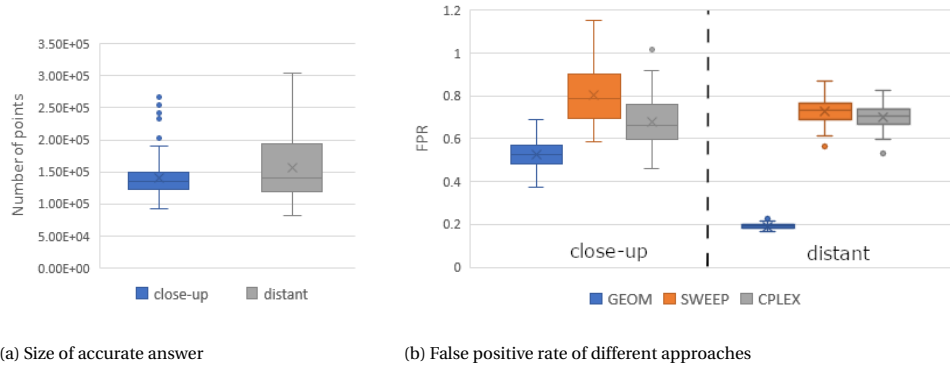 3.50E+05
3.00E+05
2.50E+05
2.00E+05
1.50E+05
1.00E+05
5.00E+04
0.00E+00
Number of points
close-up distant
(a) Size of accurate answer
1.2
1
0.8
0.6
0.4
0.2
0
FPR
close-up distant
GEOM SWEEP CPLEX
(b) False positive rate of different approaches